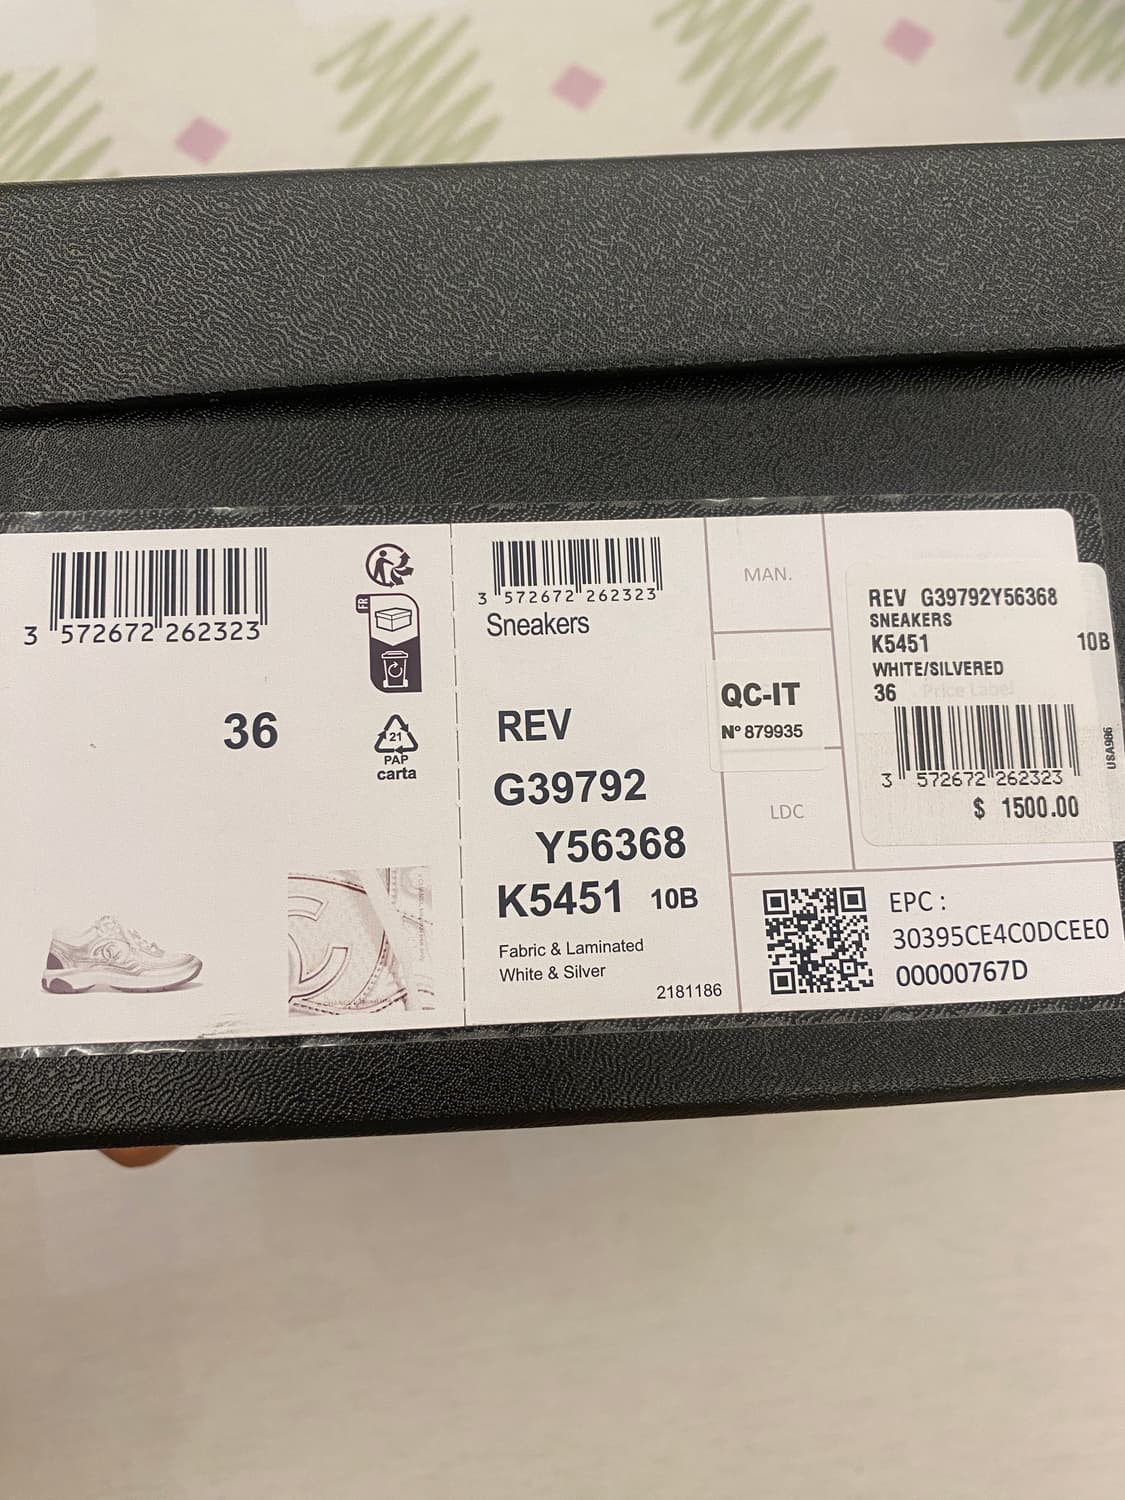 3 572672 262323
36
FR
21
PAP
carta
3 572672 262323
Sneakers
REV
G39792
Y56368
K5451 10B
Fabric & Laminated
White & Silver
2181186
MAN.
QC-IT
N° 879935
LDC
REV G39792Y56368
SNEAKERS
K5451 10B
WHITE/SILVERED
36 Price Label
3 572672 262323
$ 1500.00
USA986
EPC :
30395CE4C0DCEE0
00000767D